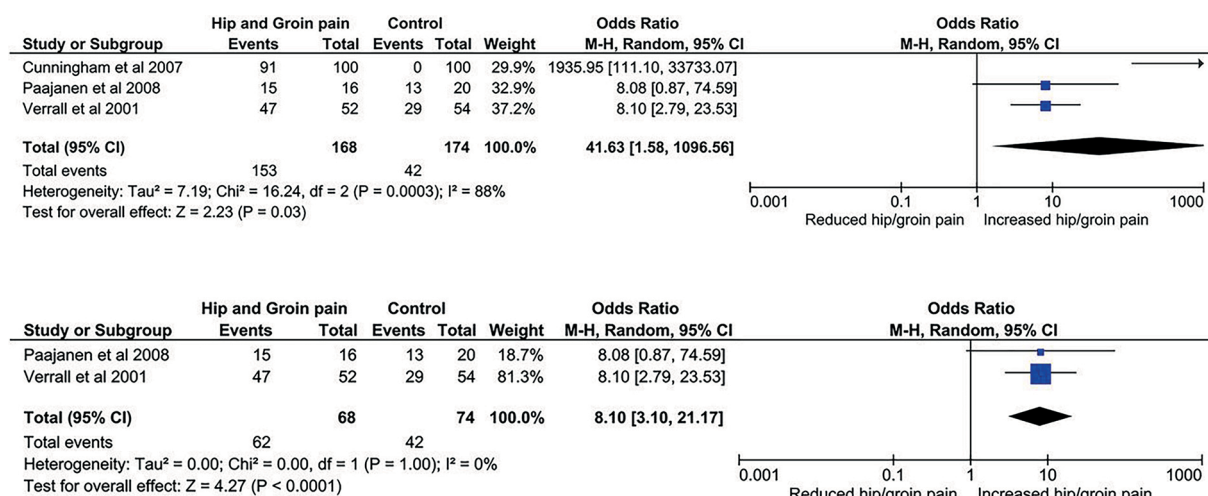 Hip and Groin pain Control Odds Ratio Odds Ratio
Study or Subgroup Events Total Events Total Weight M-H, Random, 95% CI M-H, Random, 95% CI
Cunningham et al 2007 91 100 0 100 29.9% 1935.95 [111.10, 33733.07]
Paajanen et al 2008 15 16 13 20 32.9% 8.08 [0.87, 74.59]
Verrall et al 2001 47 52 29 54 37.2% 8.10 [2.79, 23.53]
Total (95% CI) 168 174 100.0% 41.63 [1.58, 1096.56]
Total events 153 42
Heterogeneity: Tau² = 7.19; Chi² = 16.24, df = 2 (P = 0.0003); I² = 88%
Test for overall effect: Z = 2.23 (P = 0.03)
0.001 0.1 1 10 1000
Reduced hip/groin pain Increased hip/groin pain
Hip and Groin pain Control Odds Ratio Odds Ratio
Study or Subgroup Events Total Events Total Weight M-H, Random, 95% CI M-H, Random, 95% CI
Paajanen et al 2008 15 16 13 20 18.7% 8.08 [0.87, 74.59]
Verrall et al 2001 47 52 29 54 81.3% 8.10 [2.79, 23.53]
Total (95% CI) 68 74 100.0% 8.10 [3.10, 21.17]
Total events 62 42
Heterogeneity: Tau² = 0.00; Chi² = 0.00, df = 1 (P = 1.00); I² = 0%
Test for overall effect: Z = 4.27 (P < 0.0001)
0.001 0.1 1 10 1000
Reduced hip/groin pain Increased hip/groin pain